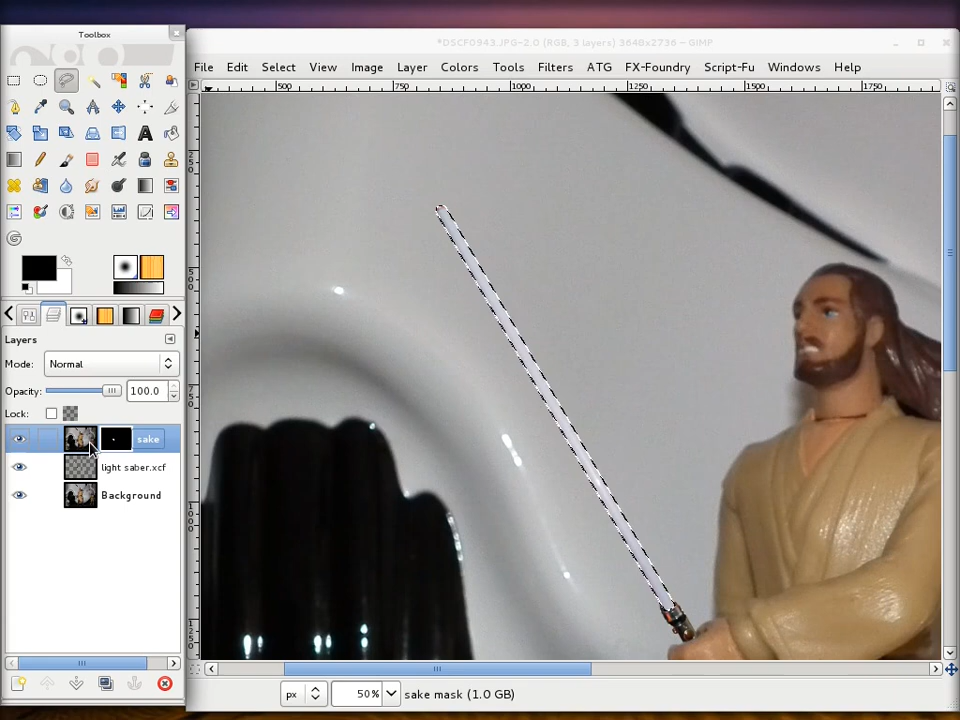 Toolbox
*DSCF0943.JPG-2.0 (RGB, 3 layers) 3648x2736 – GIMP
File Edit Select View Image Layer Colors Tools Filters ATG FX-Foundry Script-Fu Windows Help
500 750 1000 1250 1500 1750
Layers
Mode: Normal
Opacity: 100.0
Lock:
sake
light saber.xcf
Background
px 50% sake mask (1.0 GB)